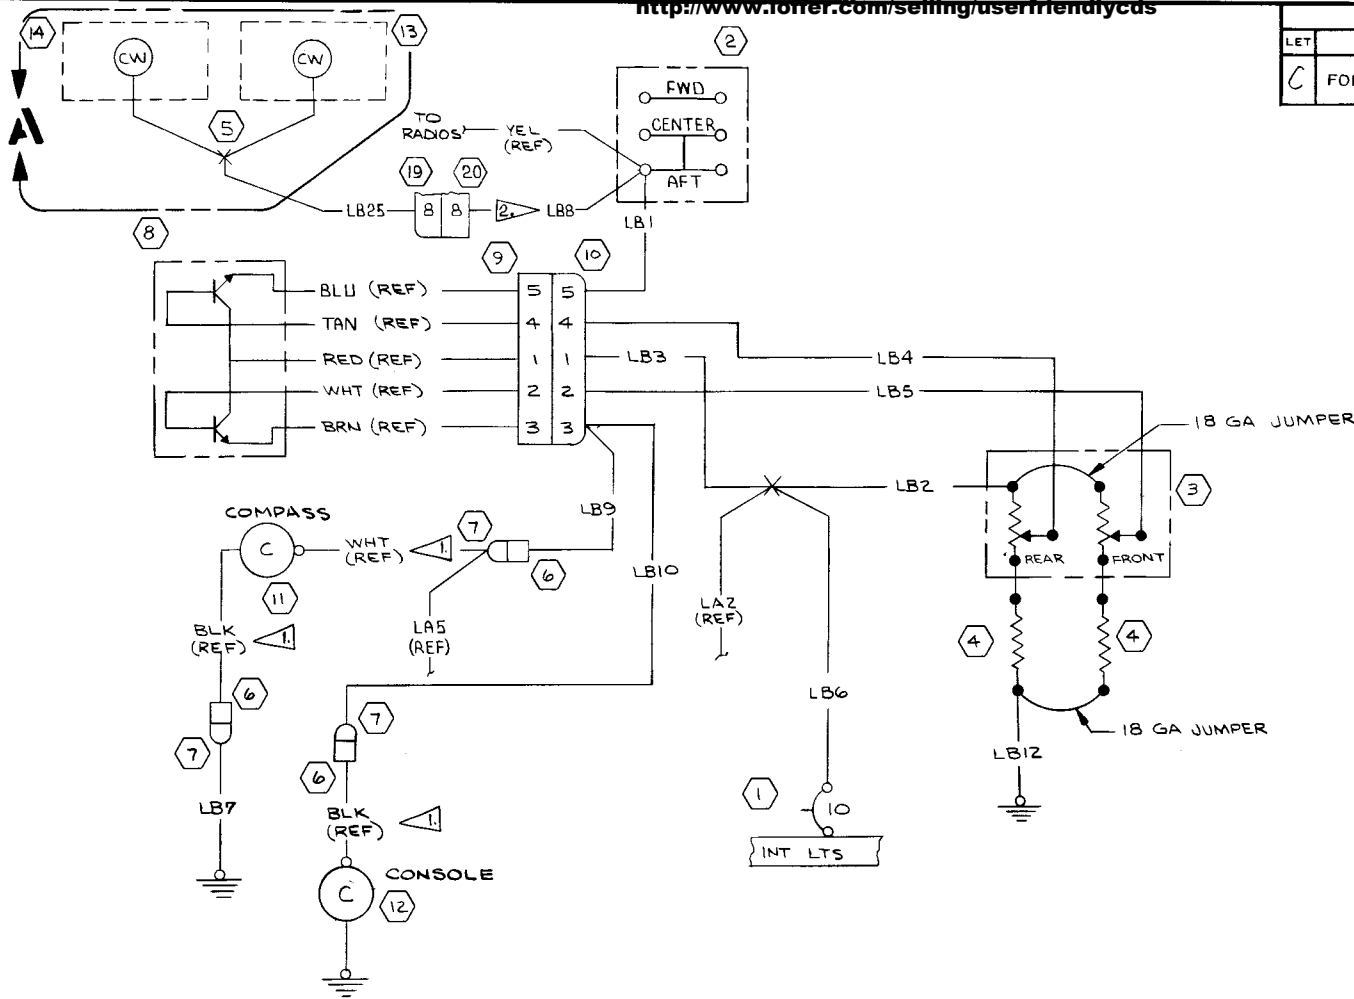 http://www.foffer.com/selling/userfriendlycds
14
13
2
LET
CW
CW
C
FWD
TO
RADIOS
YEL
(REF)
CENTER
A
5
19
20
AFT
LB25
8
8
2.
LB8
LB1
8
9
10
BLU (REF)
5
5
TAN (REF)
4
4
RED (REF)
1
1
LB3
LB4
WHT (REF)
2
2
LB5
BRN (REF)
3
3
18 GA JUMPER
LB2
3
LB9
COMPASS
7
C
WHT
(REF)
1.
6
REAR
FRONT
LB10
11
LA2
(REF)
BLK
(REF)
1.
LA5
(REF)
4
4
6
LB6
7
7
18 GA JUMPER
LB12
6
LB7
1
10
BLK
(REF)
1.
INT LTS
CONSOLE
C
12